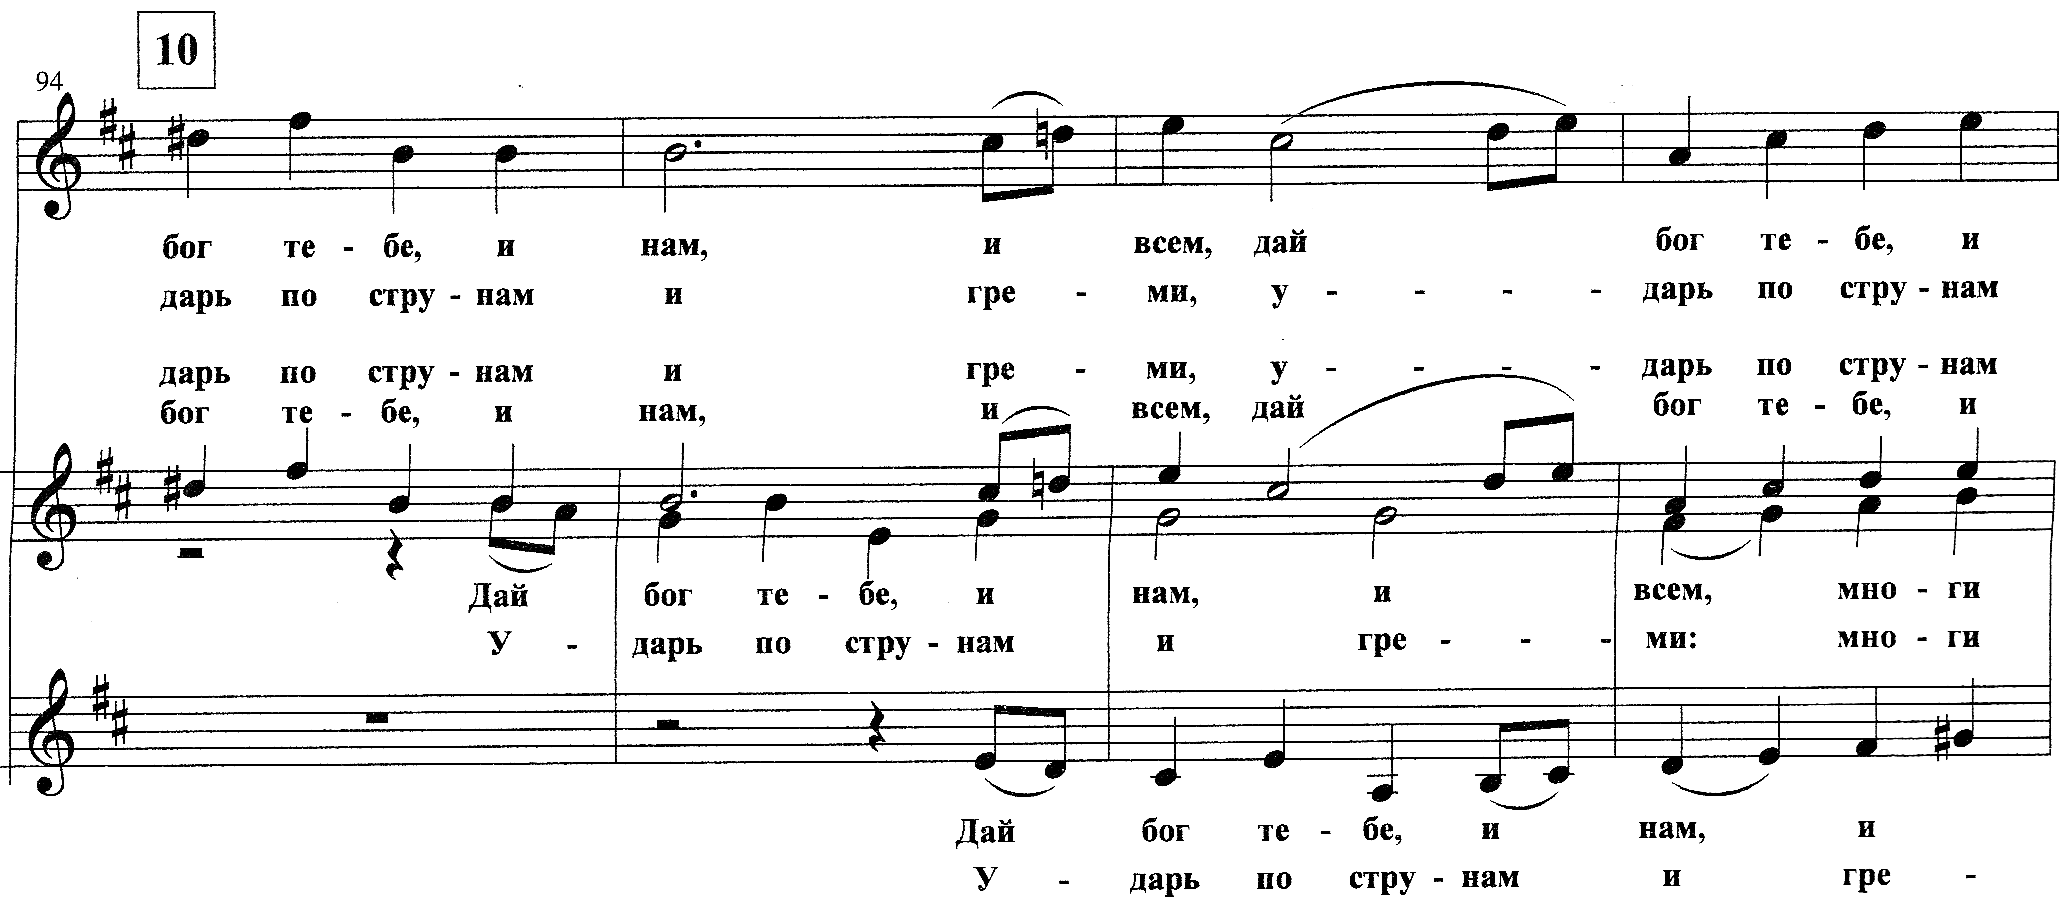 10
94
бог те - бе, и нам, и всем, дай бог те - бе, и
дарь по стру - нам и гре - ми, у - - - - дарь по стру - нам
дарь по стру - нам и гре - ми, у - - - - дарь по стру - нам
бог те - бе, и нам, и всем, дай бог те - бе, и
Дай бог те - бе, и нам, и всем, мно - ги
У - дарь по стру - нам и гре - - - ми: мно - ги
Дай бог те - бе, и нам, и
У - дарь по стру - нам и гре -